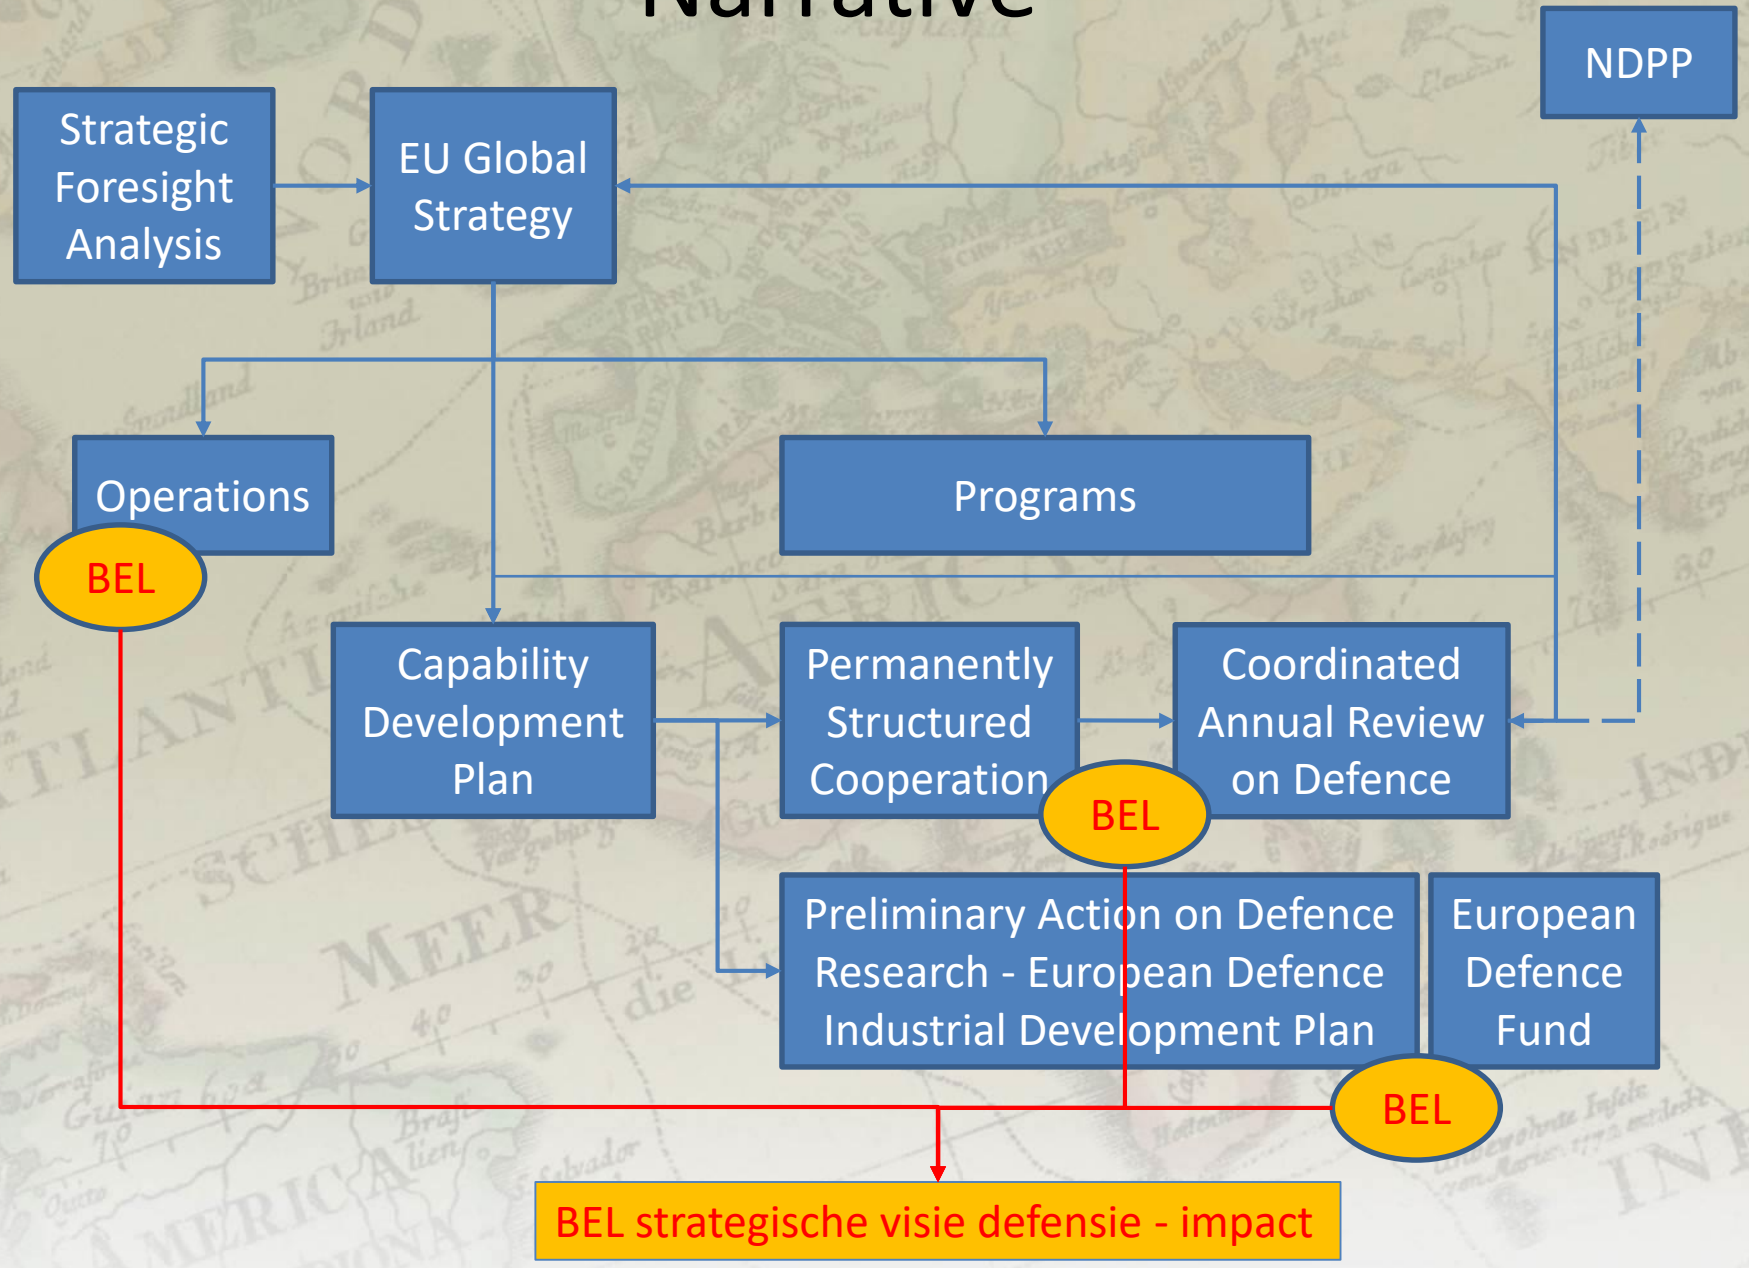 Narrative
NDPP
Strategic
Foresight
Analysis
EU Global
Strategy
Operations
BEL
Programs
Capability
Development
Plan
Permanently
Structured
Cooperation
Coordinated
Annual Review
on Defence
BEL
Preliminary Action on Defence
Research - European Defence
Industrial Development Plan
European
Defence
Fund
BEL
BEL strategische visie defensie - impact